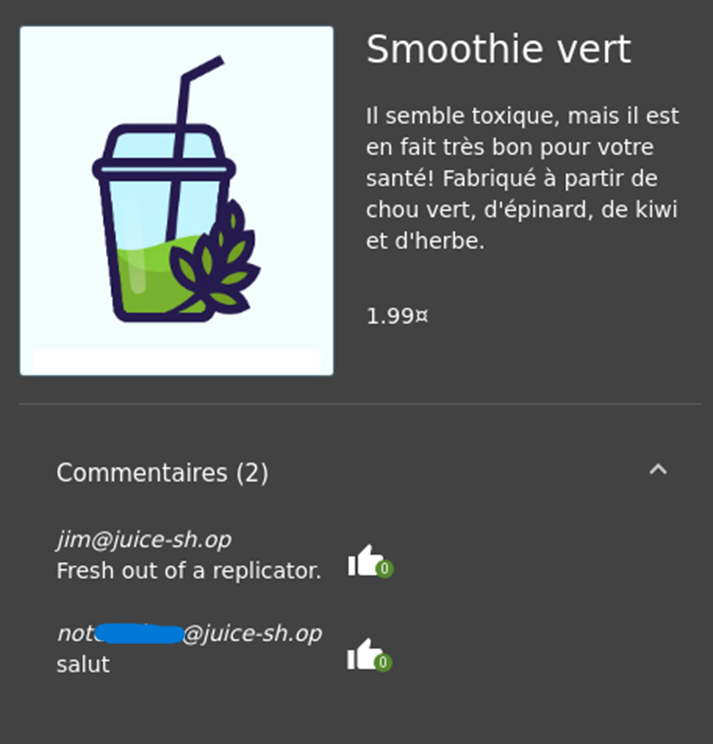 Smoothie vert
Il semble toxique, mais il est
en fait très bon pour votre
santé! Fabriqué à partir de
chou vert, d'épinard, de kiwi
et d'herbe.
1.99¤
Commentaires (2)
jim@juice-sh.op
Fresh out of a replicator.
0
@juice-sh.op
salut
0